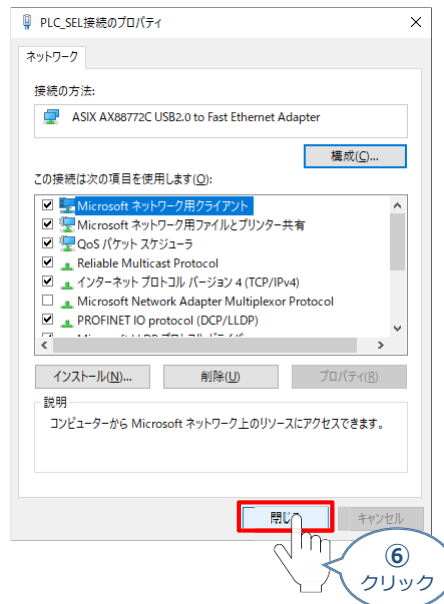 PLC_SEL接続のプロパティ
ネットワーク
接続の方法:
ASIX AX88772C USB2.0 to Fast Ethernet Adapter
構成(C)...
この接続は次の項目を使用します(O):
Microsoft ネットワーク用クライアント
Microsoft ネットワーク用ファイルとプリンター共有
QoS パケット スケジューラ
Reliable Multicast Protocol
インターネット プロトコル バージョン 4 (TCP/IPv4)
Microsoft Network Adapter Multiplexor Protocol
PROFINET IO protocol (DCP/LLDP)
インストール(N)...
削除(U)
プロパティ(R)
説明
コンピューターから Microsoft ネットワーク上のリソースにアクセスできます。
閉じ
キャンセル
⑥
クリック